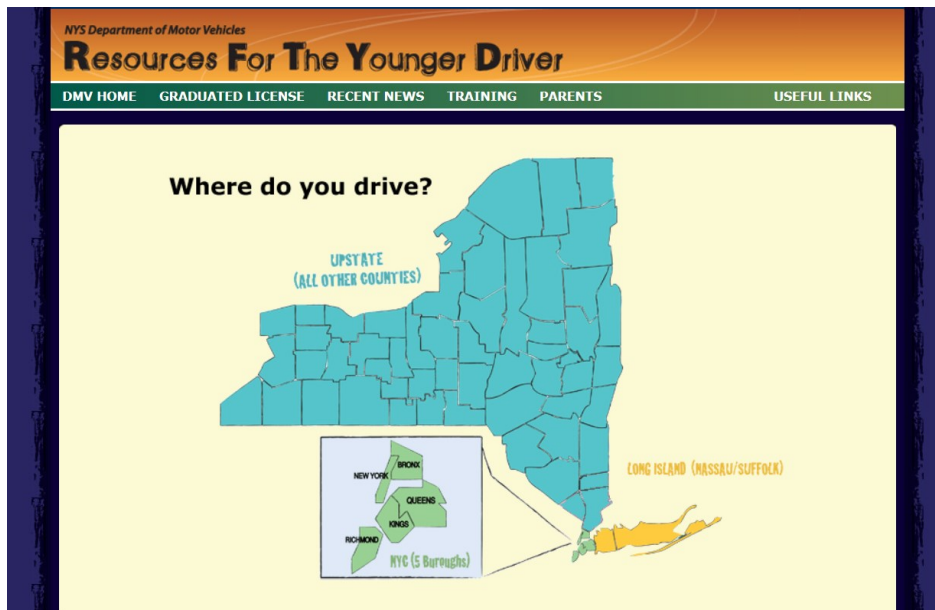 NYS Department of Motor Vehicles
Resources For The Younger Driver
DMV HOME GRADUATED LICENSE RECENT NEWS TRAINING PARENTS USEFUL LINKS
Where do you drive?
UPSTATE
(ALL OTHER COUNTIES)
LONG ISLAND (NASSAU/SUFFOLK)
BRONX
NEW YORK
QUEENS
KINGS
RICHMOND
NYC (5 Buroughs)